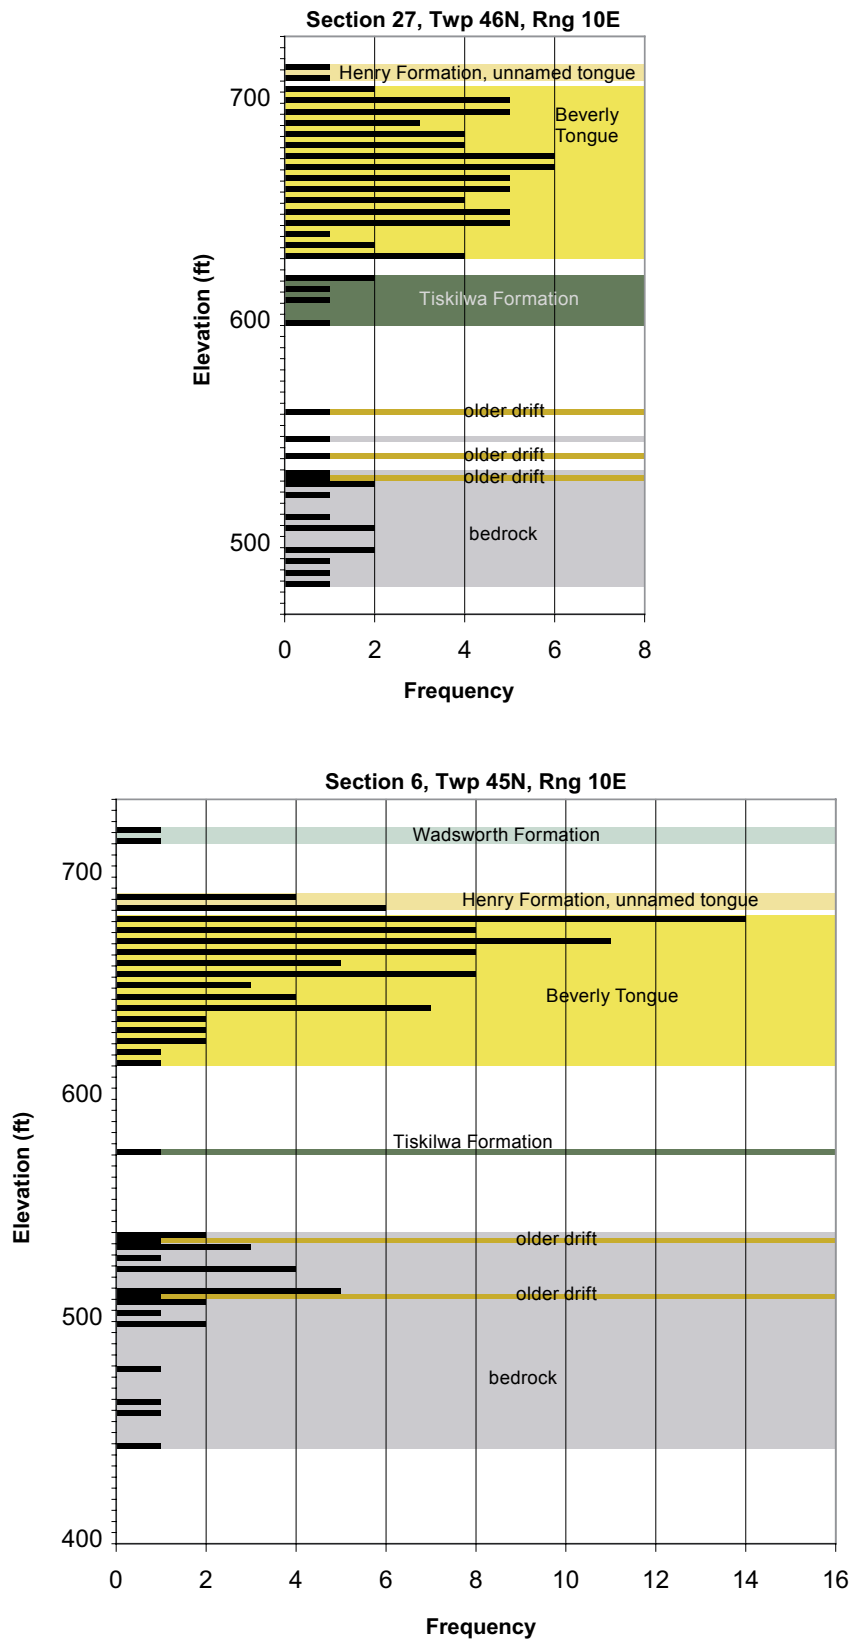 Section 27, Twp 46N, Rng 10E
Henry Formation, unnamed tongue
700
Beverly
Tongue
Elevation (ft)
Tiskilwa Formation
600
older drift
older drift
older drift
bedrock
500
0 2 4 6 8
Frequency
Section 6, Twp 45N, Rng 10E
Wadsworth Formation
700
Henry Formation, unnamed tongue
Beverly Tongue
600
Elevation (ft)
Tiskilwa Formation
older drift
older drift
500
bedrock
400
0 2 4 6 8 10 12 14 16
Frequency